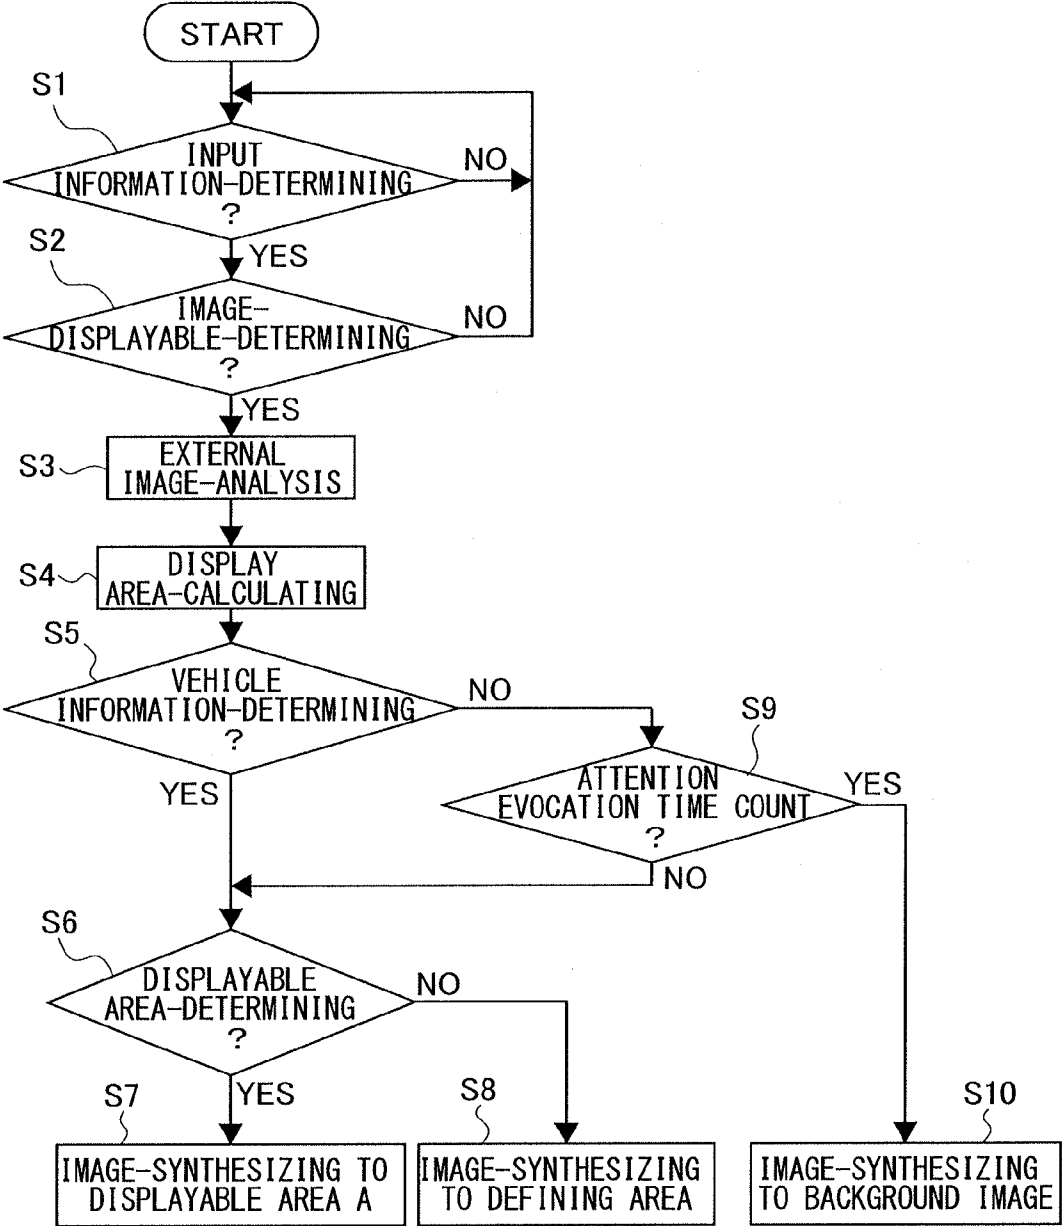 START
S1
INPUT
INFORMATION-DETERMINING
?
NO
YES
S2
IMAGE-
DISPLAYABLE-DETERMINING
?
NO
YES
S3
EXTERNAL
IMAGE-ANALYSIS
S4
DISPLAY
AREA-CALCULATING
S5
VEHICLE
INFORMATION-DETERMINING
?
NO
YES
S9
ATTENTION
EVOCATION TIME COUNT
?
YES
NO
S6
DISPLAYABLE
AREA-DETERMINING
?
NO
YES
S7
IMAGE-SYNTHESIZING TO
DISPLAYABLE AREA A
S8
IMAGE-SYNTHESIZING
TO DEFINING AREA
S10
IMAGE-SYNTHESIZING
TO BACKGROUND IMAGE